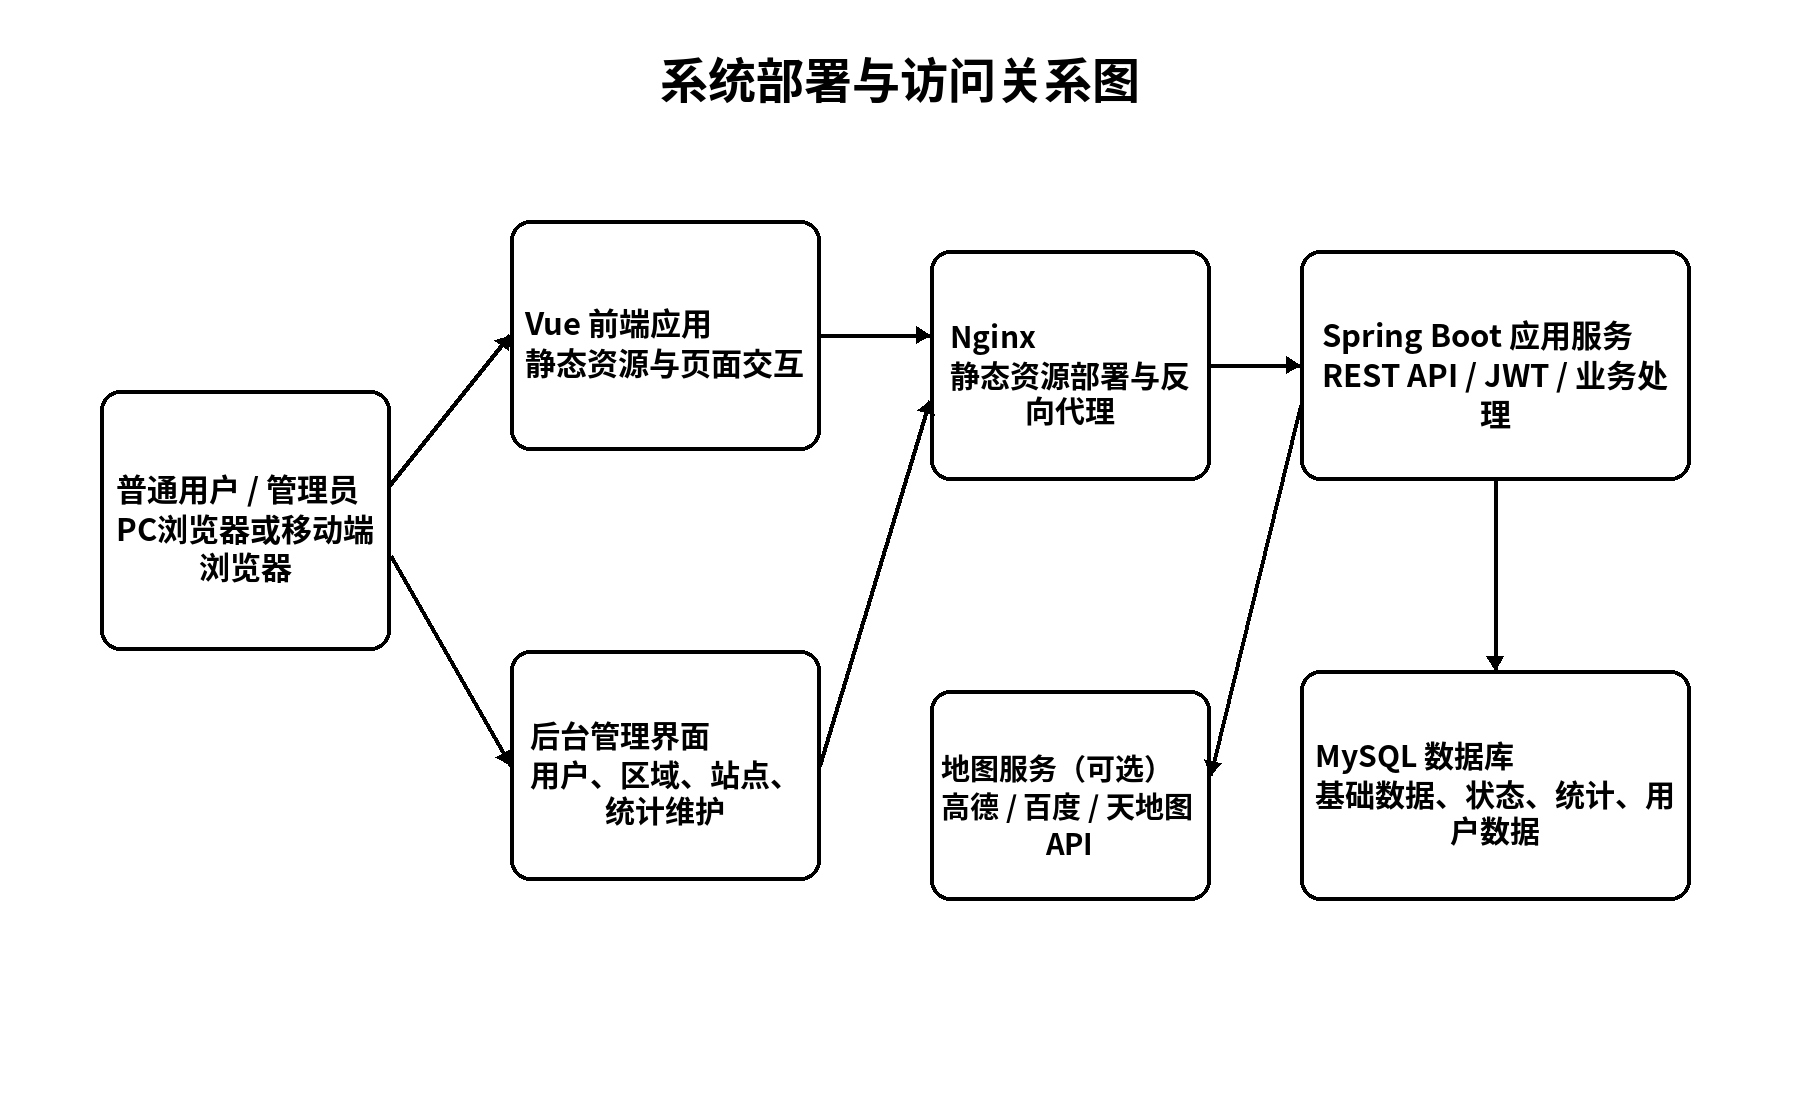 系统部署与访问关系图
Vue 前端应用
静态资源与页面交互
Nginx
静态资源部署与反
向代理
Spring Boot 应用服务
REST API / JWT / 业务处
理
普通用户 / 管理员
PC浏览器或移动端
浏览器
后台管理界面
用户、区域、站点、
统计维护
地图服务（可选）
高德 / 百度 / 天地图
API
MySQL 数据库
基础数据、状态、统计、用
户数据